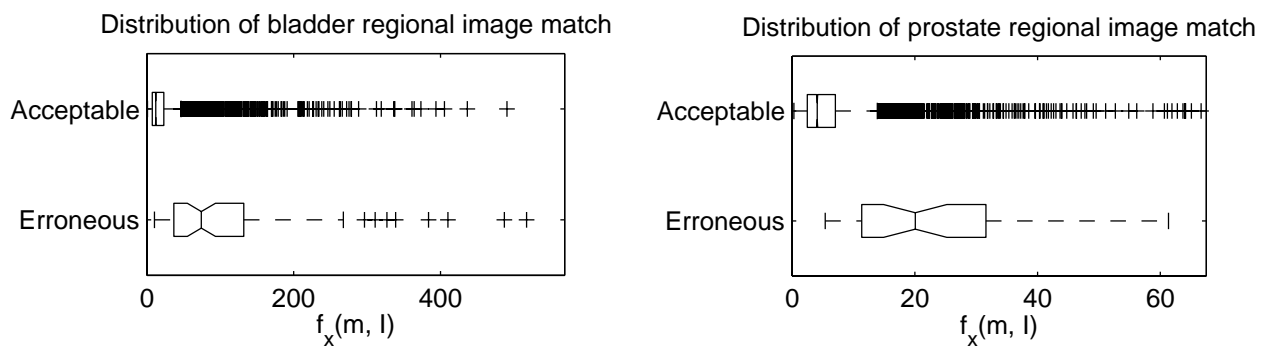 Distribution of bladder regional image match
Acceptable
Erroneous
0 200 400
f_x(m, I)
Distribution of prostate regional image match
Acceptable
Erroneous
0 20 40 60
f_x(m, I)